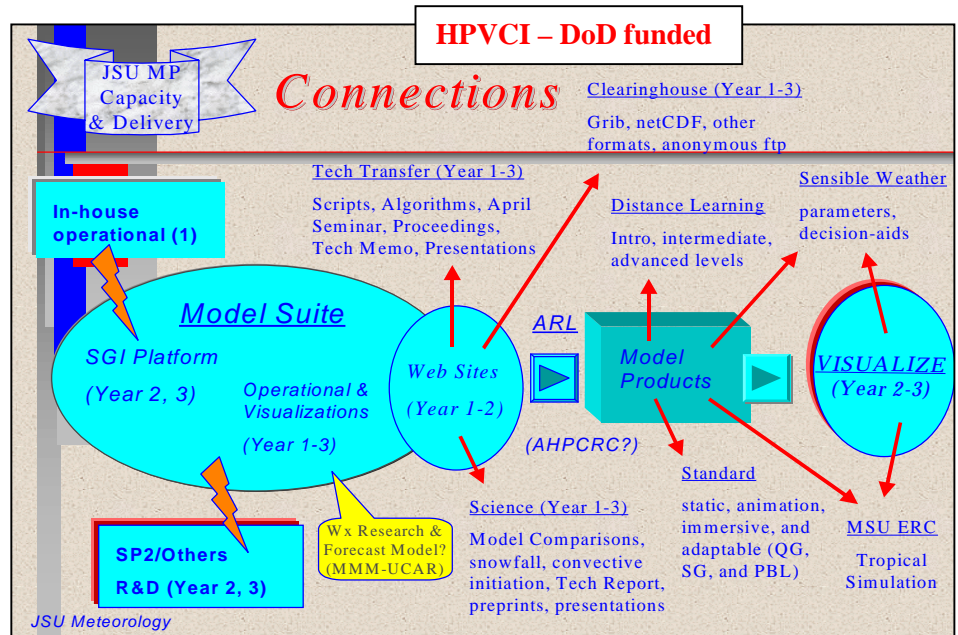 HPVCI – DoD funded
JSU MP
Capacity
& Delivery
Connections
Clearinghouse (Year 1-3)
Grib, netCDF, other
formats, anonymous ftp
Tech Transfer (Year 1-3)
Scripts, Algorithms, April
Seminar, Proceedings,
Tech Memo, Presentations
Distance Learning
Intro, intermediate,
advanced levels
Sensible Weather
parameters,
decision-aids
In-house
operational (1)
Model Suite
SGI Platform
(Year 2, 3)
Operational &
Visualizations
(Year 1-3)
Web Sites
(Year 1-2)
ARL
(AHPCRC?)
Model
Products
VISUALIZE
(Year 2-3)
SP2/Others
R&D (Year 2, 3)
Wx Research &
Forecast Model?
(MMM-UCAR)
Science (Year 1-3)
Model Comparisons,
snowfall, convective
initiation, Tech Report,
preprints, presentations
Standard
static, animation,
immersive, and
adaptable (QG,
SG, and PBL)
MSU ERC
Tropical
Simulation
JSU Meteorology